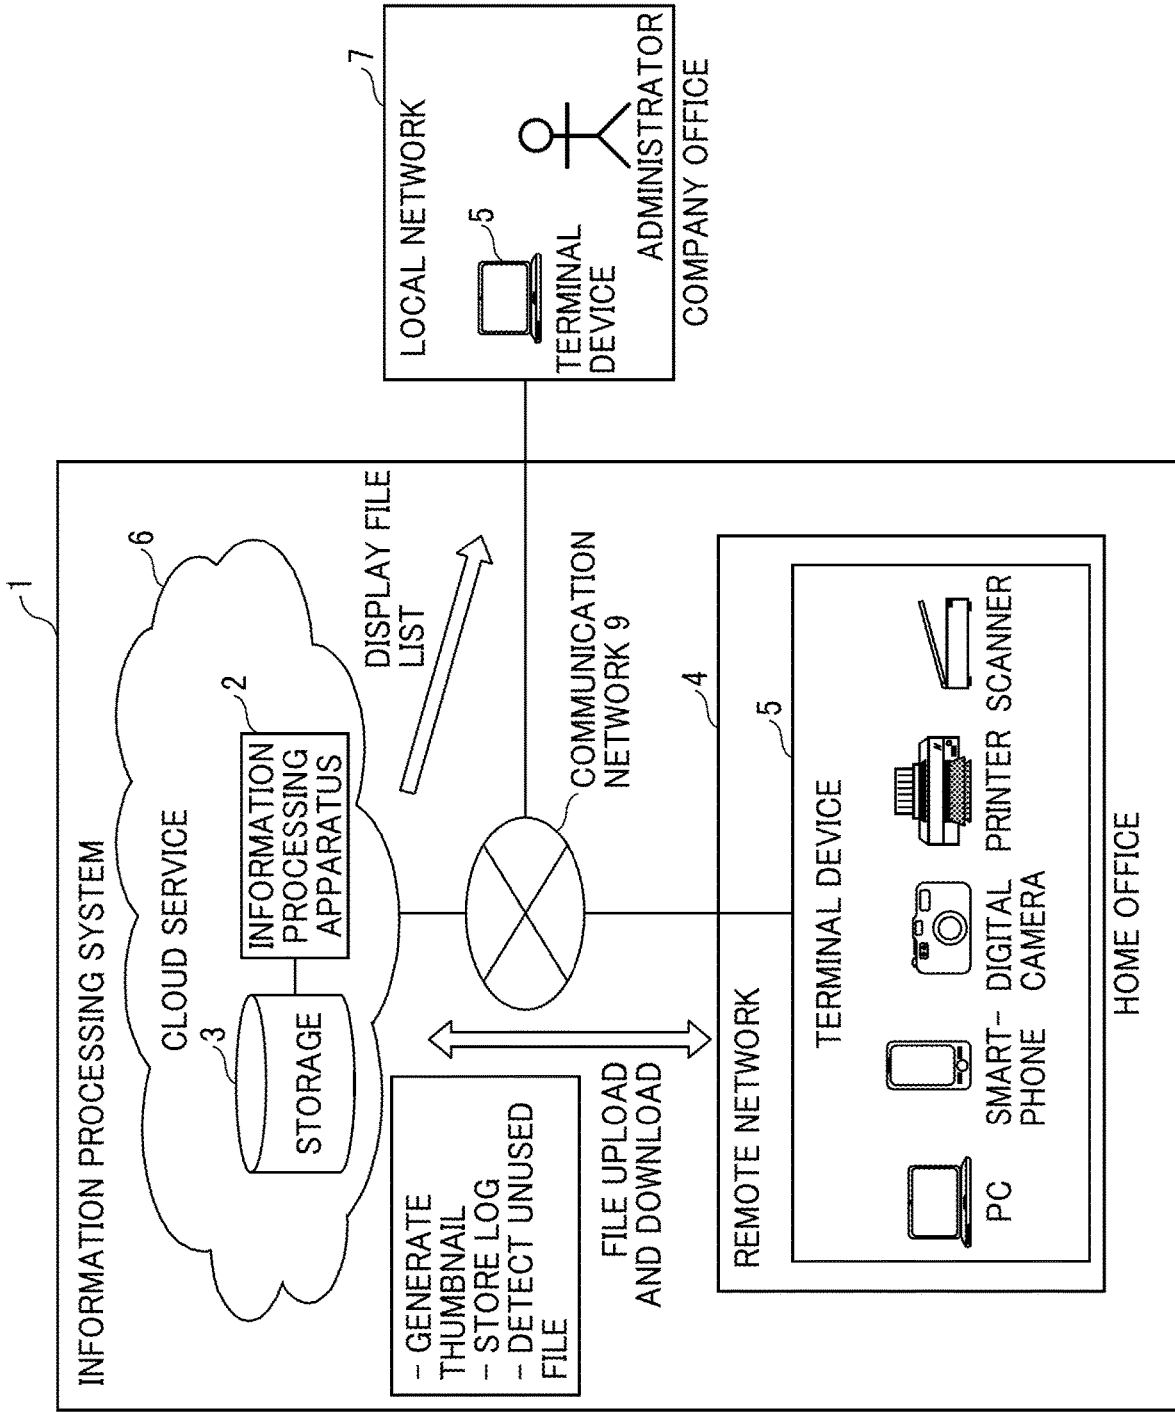 1
INFORMATION PROCESSING SYSTEM
6
CLOUD SERVICE
3
STORAGE
2
INFORMATION
PROCESSING
APPARATUS
- GENERATE
THUMBNAIL
- STORE LOG
- DETECT UNUSED
FILE
DISPLAY FILE
LIST
FILE UPLOAD
AND DOWNLOAD
COMMUNICATION
NETWORK 9
4
REMOTE NETWORK
5
TERMINAL DEVICE
PC
SMART-
PHONE
DIGITAL
CAMERA
PRINTER
SCANNER
HOME OFFICE
7
LOCAL NETWORK
5
TERMINAL
DEVICE
ADMINISTRATOR
COMPANY OFFICE